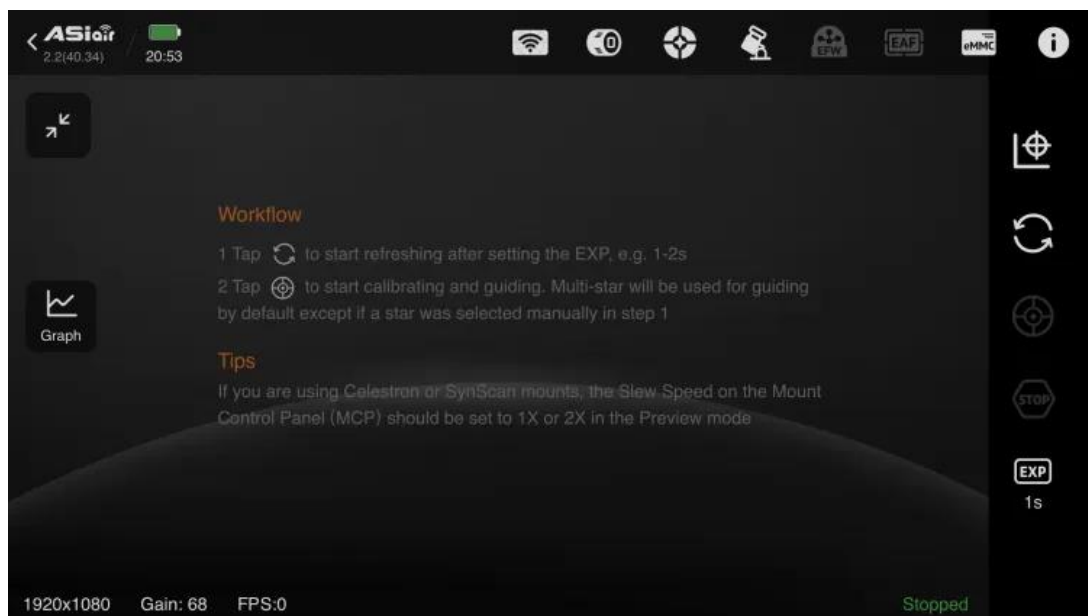 ASIair
2.2(40.34)
20:53
0
EFW
EAF
eMMC
i
Workflow
1 Tap to start refreshing after setting the EXP, e.g. 1-2s
2 Tap to start calibrating and guiding. Multi-star will be used for guiding
by default except if a star was selected manually in step 1
Graph
Tips
If you are using Celestron or SynScan mounts, the Slew Speed on the Mount
Control Panel (MCP) should be set to 1X or 2X in the Preview mode
STOP
EXP
1s
1920x1080 Gain: 68 FPS:0
Stopped